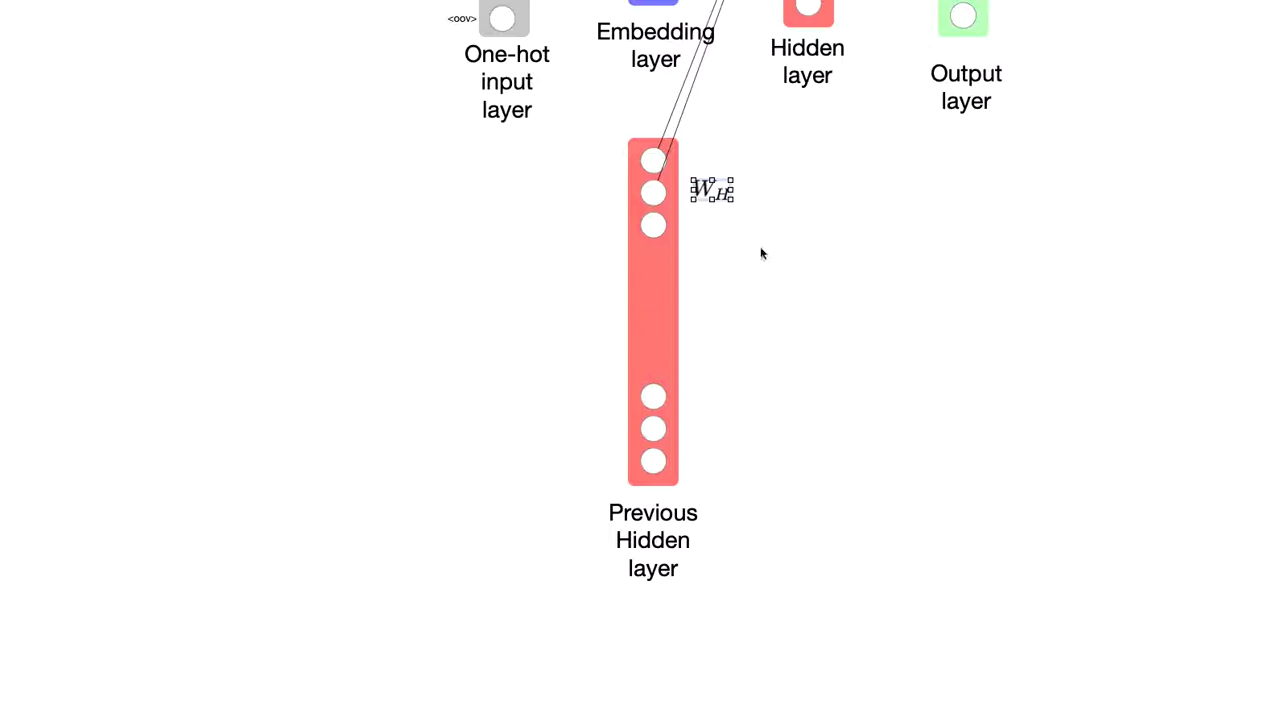 <oov>
One-hot
input
layer
Embedding
layer
Hidden
layer
Output
layer
W_H
Previous
Hidden
layer